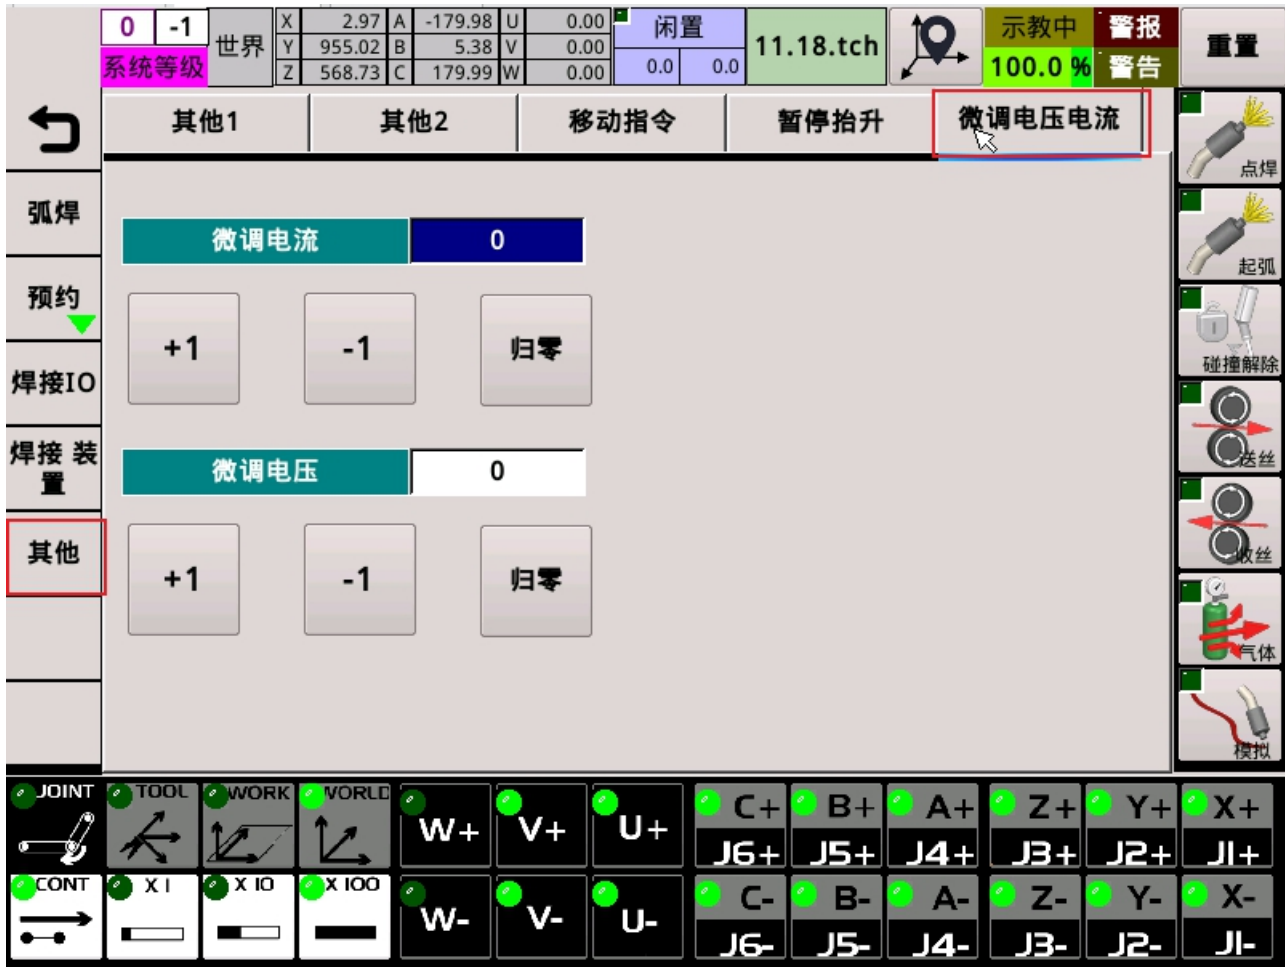 0 -1
系统等级
世界
X 2.97 A -179.98 U 0.00
Y 955.02 B 5.38 V 0.00
Z 568.73 C 179.99 W 0.00
闲置
0.0 0.0
11.18.tch
示教中
100.0 %
警报
警告
重置
其他1 其他2 移动指令 暂停抬升 微调电压电流
弧焊
预约
焊接IO
焊接 装
置
其他
微调电流 0
+1 -1 归零
微调电压 0
+1 -1 归零
点焊
起弧
碰撞解除
送丝
收丝
气体
模拟
JOINT TOOL WORK WORLD W+ V+ U+ C+ B+ A+ Z+ Y+ X+
J6+ J5+ J4+ J3+ J2+ J1+
CONT X 1 X 10 X 100 W- V- U- C- B- A- Z- Y- X-
J6- J5- J4- J3- J2- J1-